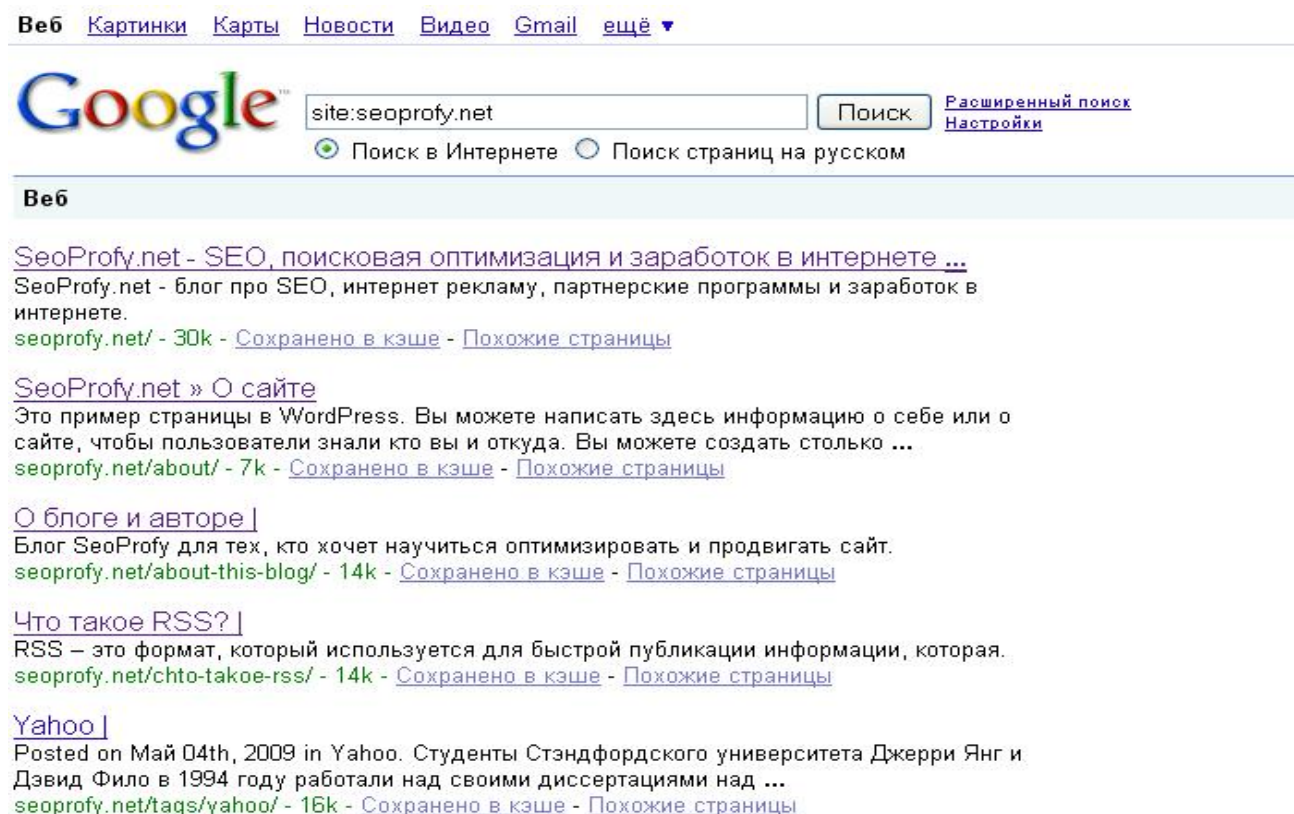 Веб Картинки Карты Новости Видео Gmail ещё ▼
Google™ site:seoprofy.net Поиск Расширенный поиск
Настройки
Поиск в Интернете Поиск страниц на русском
Веб
SeoProfy.net - SEO, поисковая оптимизация и заработок в интернете ...
SeoProfy.net - блог про SEO, интернет рекламу, партнерские программы и заработок в
интернете.
seoprofy.net/ - 30k - Сохранено в кэше - Похожие страницы
SeoProfy.net » О сайте
Это пример страницы в WordPress. Вы можете написать здесь информацию о себе или о
сайте, чтобы пользователи знали кто вы и откуда. Вы можете создать столько ...
seoprofy.net/about/ - 7k - Сохранено в кэше - Похожие страницы
О блоге и авторе |
Блог SeoProfy для тех, кто хочет научиться оптимизировать и продвигать сайт.
seoprofy.net/about-this-blog/ - 14k - Сохранено в кэше - Похожие страницы
Что такое RSS? |
RSS – это формат, который используется для быстрой публикации информации, которая.
seoprofy.net/chto-takoe-rss/ - 14k - Сохранено в кэше - Похожие страницы
Yahoo |
Posted on Май 04th, 2009 in Yahoo. Студенты Стэндфордского университета Джерри Янг и
Дэвид Фило в 1994 году работали над своими диссертациями над ...
seoprofy.net/tags/yahoo/ - 16k - Сохранено в кэше - Похожие страницы